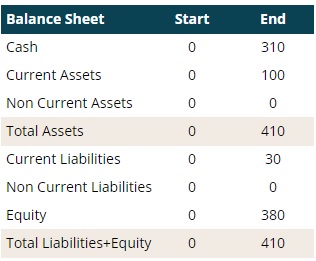 Balance Sheet Start End
Cash 0 310
Current Assets 0 100
Non Current Assets 0 0
Total Assets 0 410
Current Liabilities 0 30
Non Current Liabilities 0 0
Equity 0 380
Total Liabilities+Equity 0 410